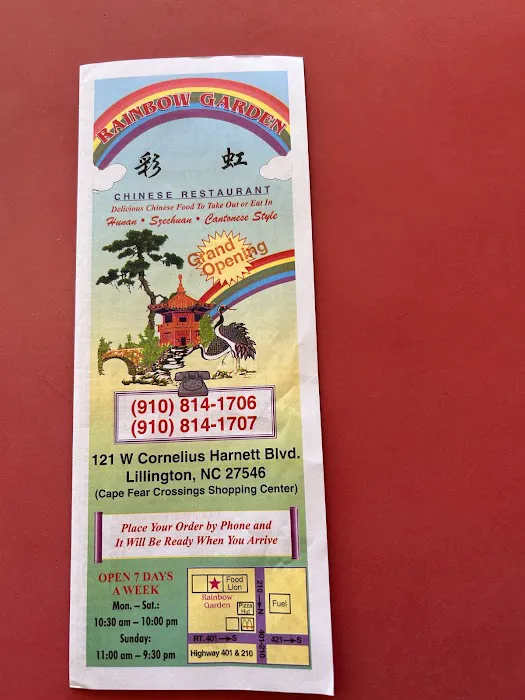 RAINBOW GARDEN
彩 虹
CHINESE RESTAURANT
Delicious Chinese Food To Take Out or Eat In
Hunan • Szechuan • Cantonese Style
Grand
Opening
(910) 814-1706
(910) 814-1707
121 W Cornelius Harnett Blvd.
Lillington, NC 27546
(Cape Fear Crossings Shopping Center)
Place Your Order by Phone and
It Will Be Ready When You Arrive
OPEN 7 DAYS
A WEEK
Mon. – Sat.:
10:30 am – 10:00 pm
Sunday:
11:00 am – 9:30 pm
Food
Lion
Rainbow
Garden
Pizza
Hut
210 → N
Fuel
RT. 401 → S
401-210
421 → S
Highway 401 & 210